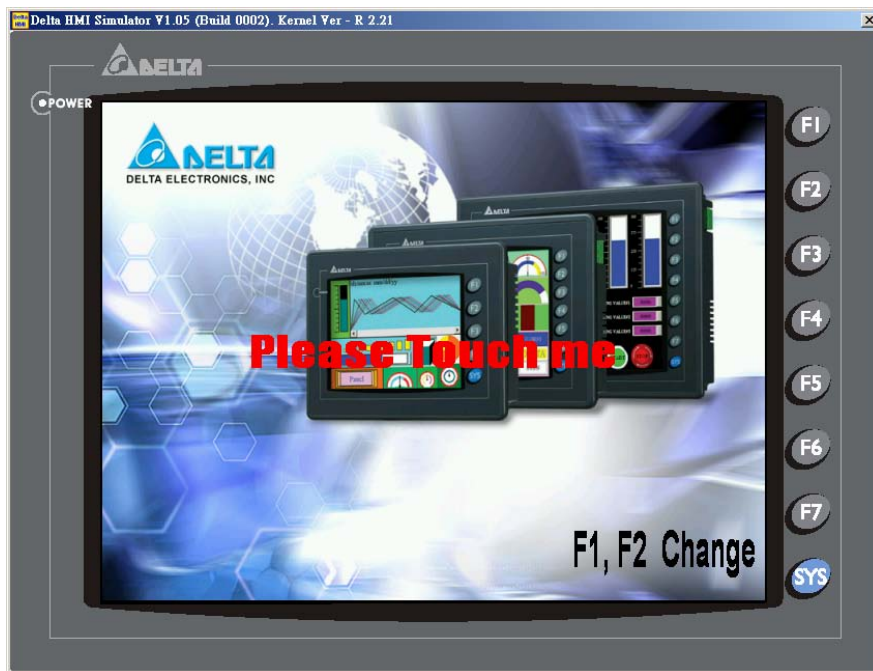 Delta HMI Simulator V1.05 (Build 0002). Kernel Ver - R 2.21
DELTA
POWER
DELTA
DELTA ELECTRONICS, INC
F1
F2
F3
F4
F5
F6
F7
SYS
Please Touch me
F1, F2 Change